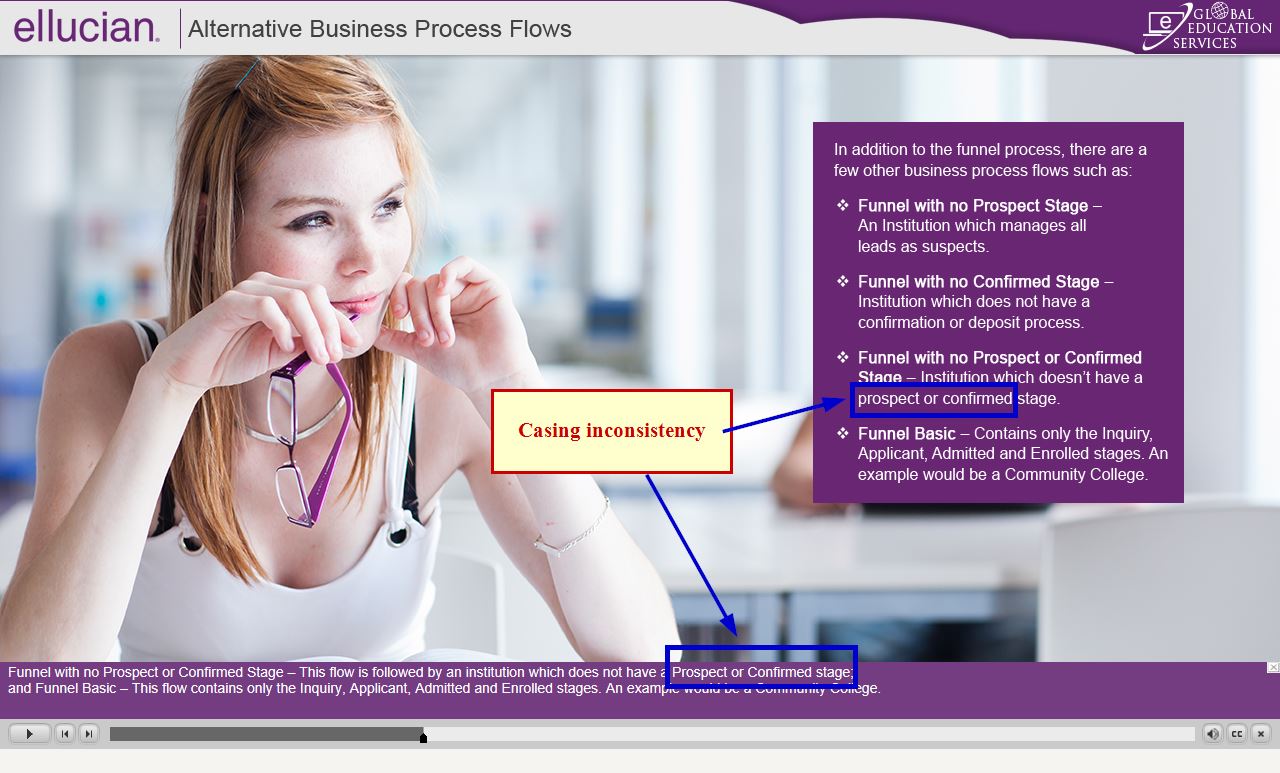 ellucian.
Alternative Business Process Flows
e GLOBAL
EDUCATION
SERVICES
In addition to the funnel process, there are a
few other business process flows such as:
❖ Funnel with no Prospect Stage –
An Institution which manages all
leads as suspects.
❖ Funnel with no Confirmed Stage –
Institution which does not have a
confirmation or deposit process.
❖ Funnel with no Prospect or Confirmed
Stage – Institution which doesn't have a
prospect or confirmed stage.
❖ Funnel Basic – Contains only the Inquiry,
Applicant, Admitted and Enrolled stages. An
example would be a Community College.
Casing inconsistency
Funnel with no Prospect or Confirmed Stage – This flow is followed by an institution which does not have a Prospect or Confirmed stage;
and Funnel Basic – This flow contains only the Inquiry, Applicant, Admitted and Enrolled stages. An example would be a Community College.
CC